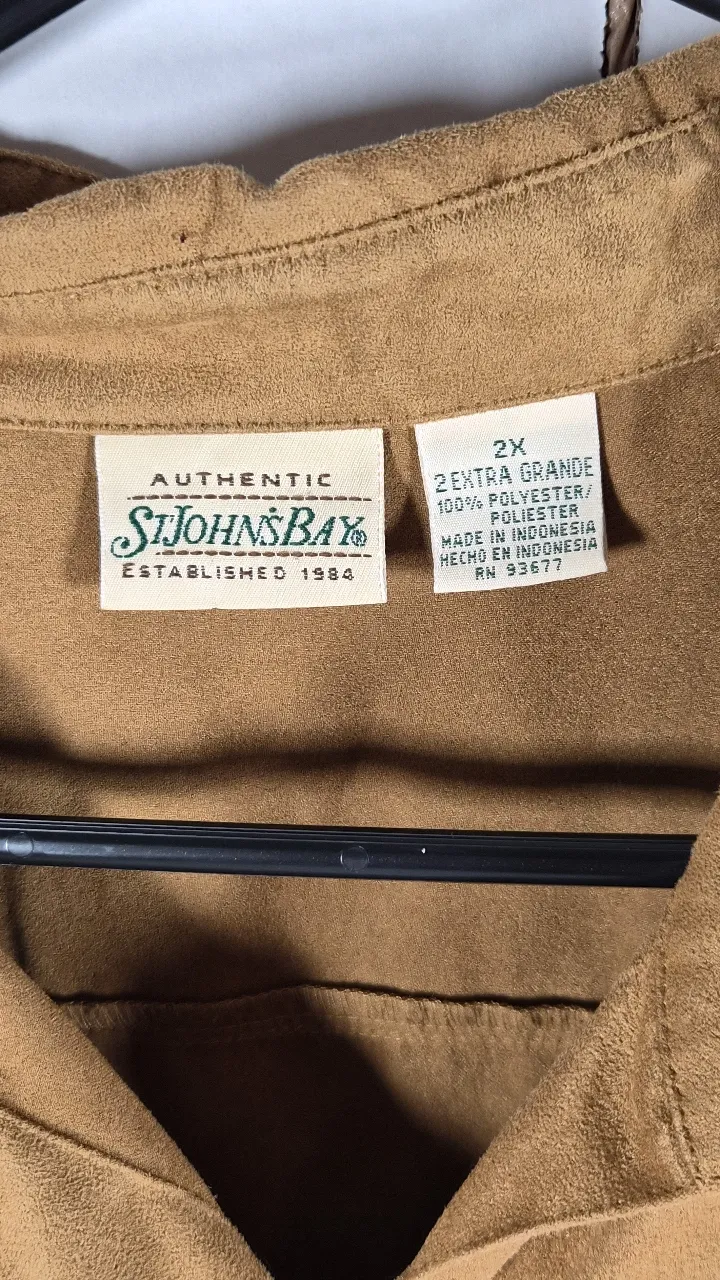 AUTHENTIC
ST JOHN'S BAY®
ESTABLISHED 1984
2X
2 EXTRA GRANDE
100% POLYESTER/
POLIESTER
MADE IN INDONESIA
HECHO EN INDONESIA
RN 93677